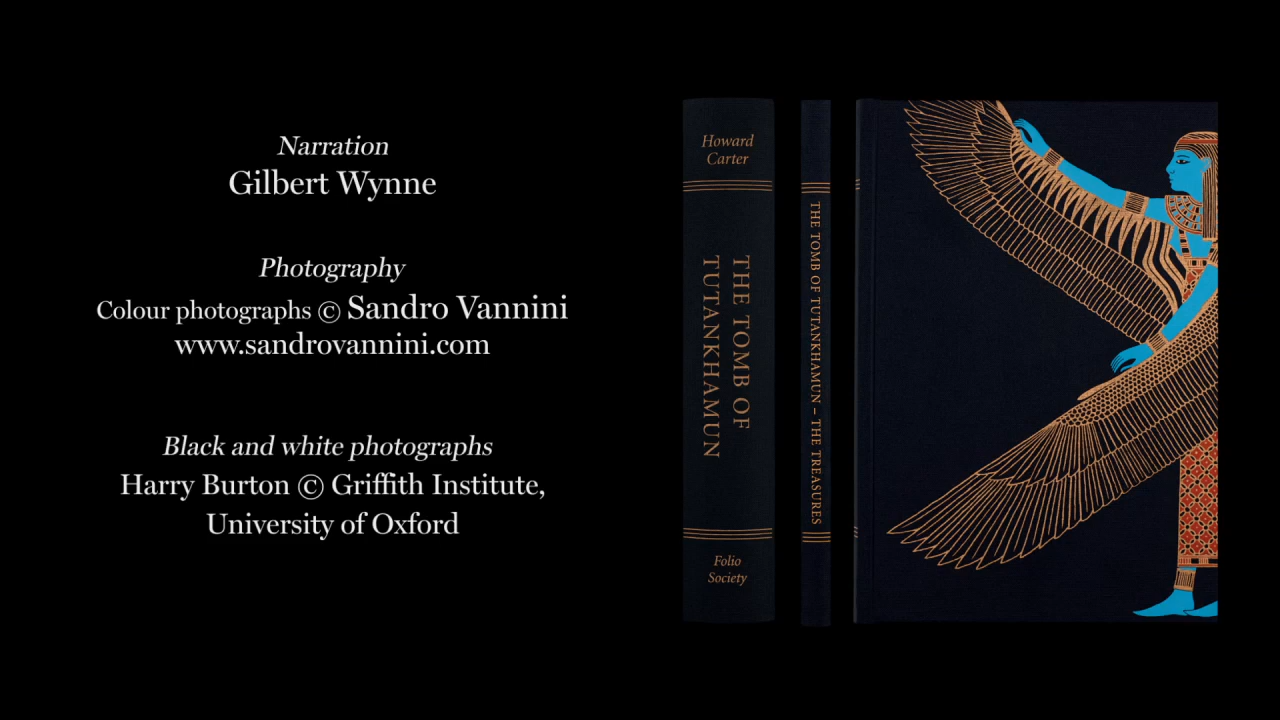 Narration
Gilbert Wynne
Photography
Colour photographs © Sandro Vannini
www.sandrovannini.com
Black and white photographs
Harry Burton © Griffith Institute,
University of Oxford
Howard
Carter
THE TOMB OF
TUTANKHAMUN
Folio
Society
THE TOMB OF TUTANKHAMUN – THE TREASURES